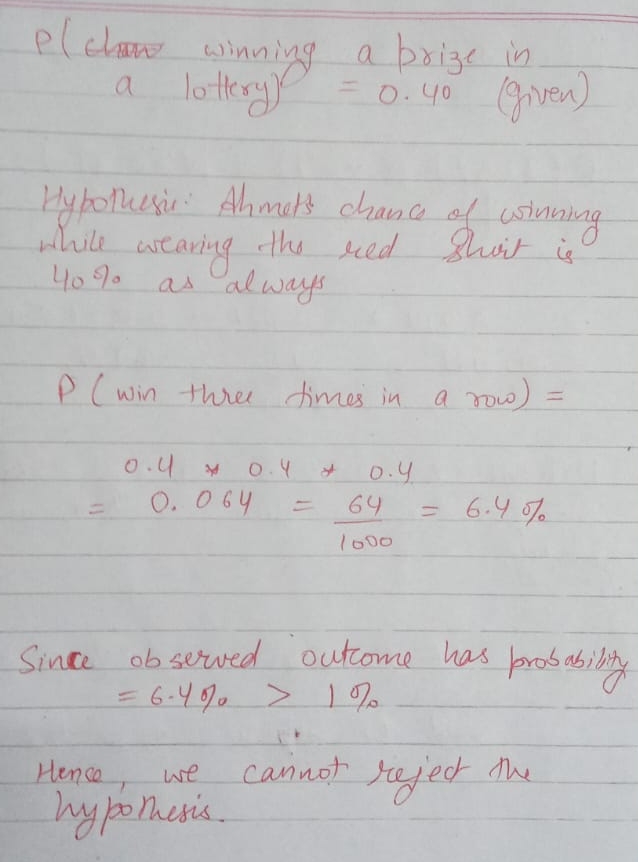 P( winning a prize in
a lottery) = 0.40 (given)
Hypothesis: Ahmet's chance of winning
while wearing the red Shirt is
40% as always
P ( win three times in a row) =
0.4 * 0.4 * 0.4
= 0.064 = 64 = 6.4 %
1000
Since observed outcome has probability
= 6.4% > 1%
Hence, we cannot reject the
hypothesis.